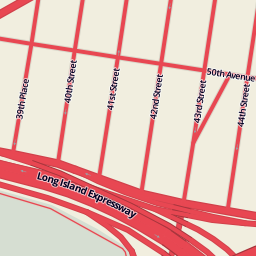 50th Avenue
39th Place
40th Street
41st Street
42nd Street
43rd Street
44th Street
Long Island Expressway